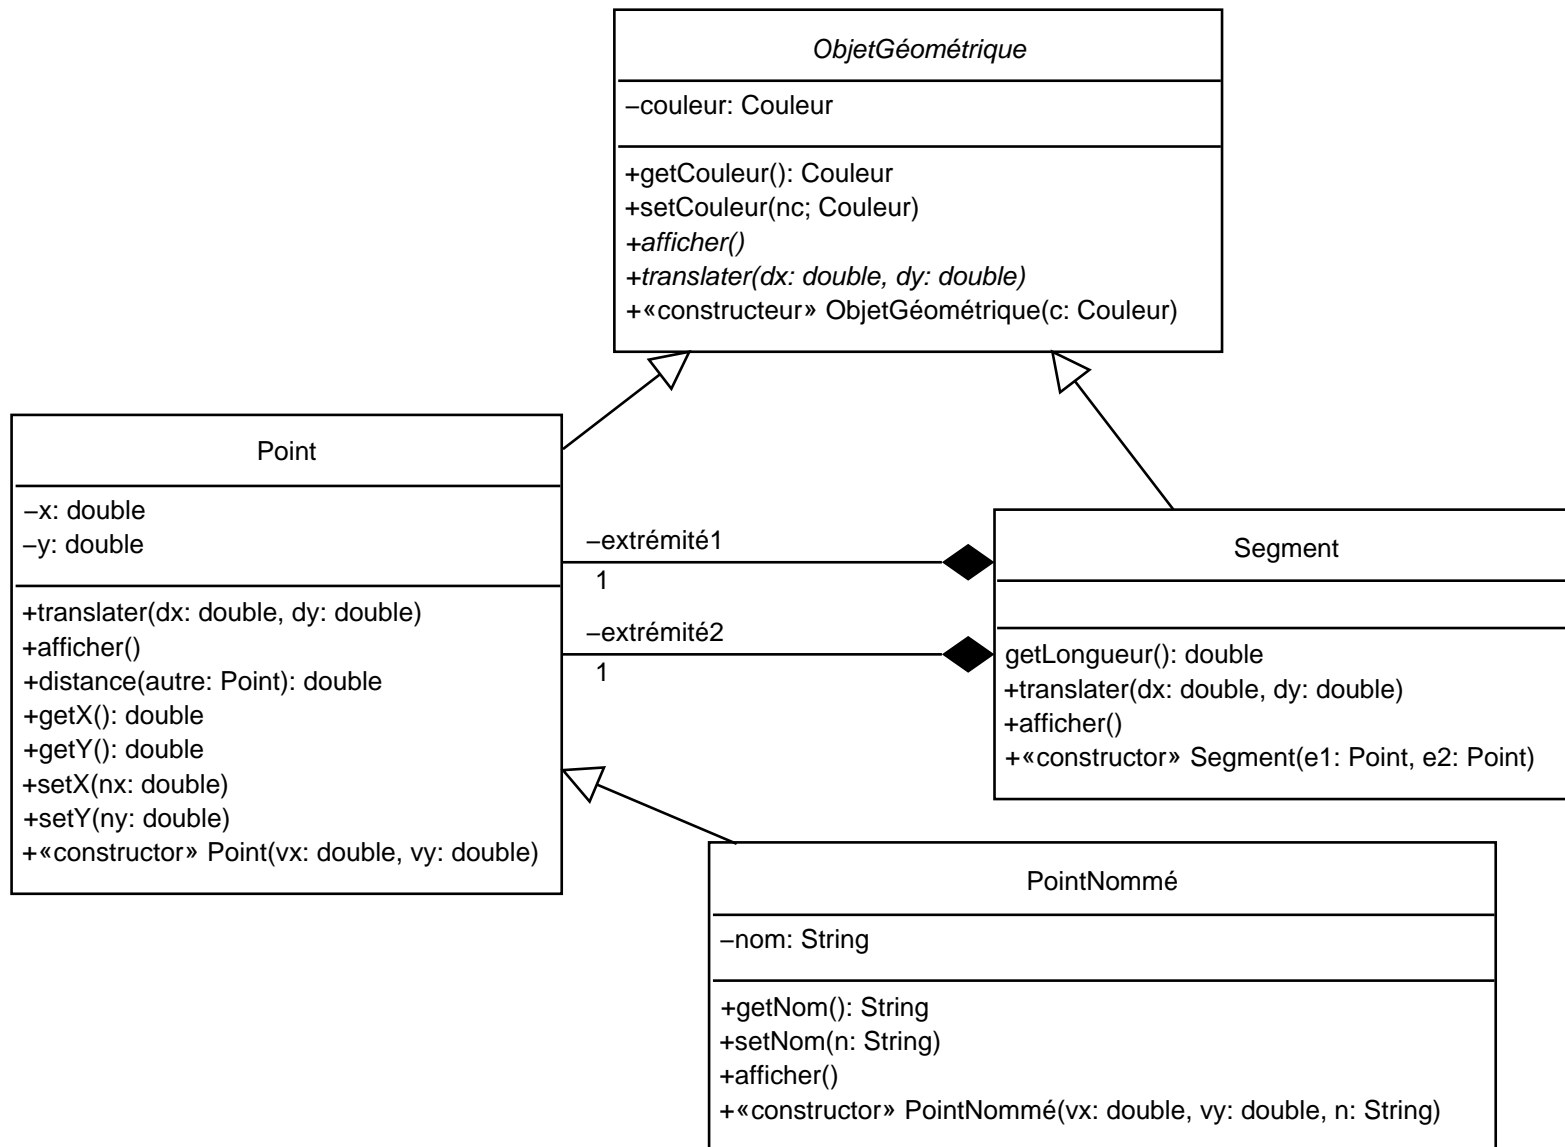 ObjetGéométrique
–couleur: Couleur
+getCouleur(): Couleur
+setCouleur(nc; Couleur)
+afficher()
+translater(dx: double, dy: double)
+«constructeur» ObjetGéométrique(c: Couleur)
Point
–x: double
–y: double
+translater(dx: double, dy: double)
+afficher()
+distance(autre: Point): double
+getX(): double
+getY(): double
+setX(nx: double)
+setY(ny: double)
+«constructor» Point(vx: double, vy: double)
–extrémité1
1
–extrémité2
1
Segment
getLongueur(): double
+translater(dx: double, dy: double)
+afficher()
+«constructor» Segment(e1: Point, e2: Point)
PointNommé
–nom: String
+getNom(): String
+setNom(n: String)
+afficher()
+«constructor» PointNommé(vx: double, vy: double, n: String)